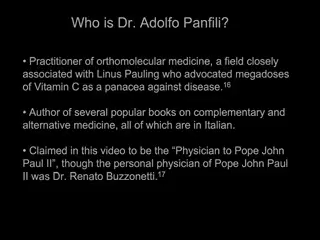 Who is Dr. Adolfo Panfili?
• Practitioner of orthomolecular medicine, a field closely
associated with Linus Pauling who advocated megadoses
of Vitamin C as a panacea against disease.16
• Author of several popular books on complementary and
alternative medicine, all of which are in Italian.
• Claimed in this video to be the “Physician to Pope John
Paul II”, though the personal physician of Pope John Paul
II was Dr. Renato Buzzonetti.17